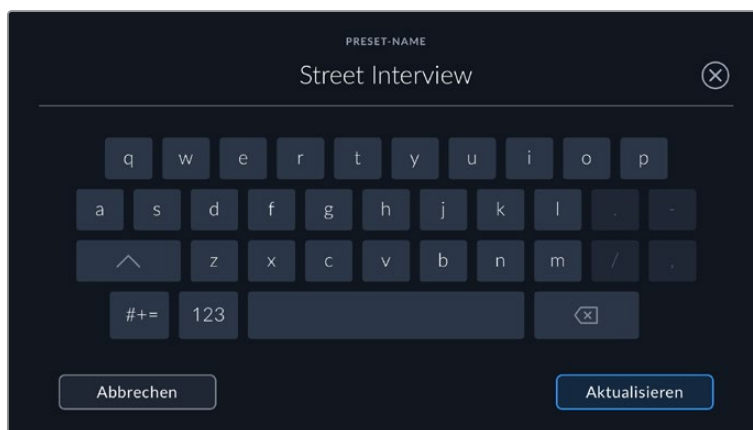 PRESET-NAME
Street Interview
q w e r t y u i o p
a s d f g h j k l . -
z x c v b n m / ,
#+= 123
Abbrechen Aktualisieren